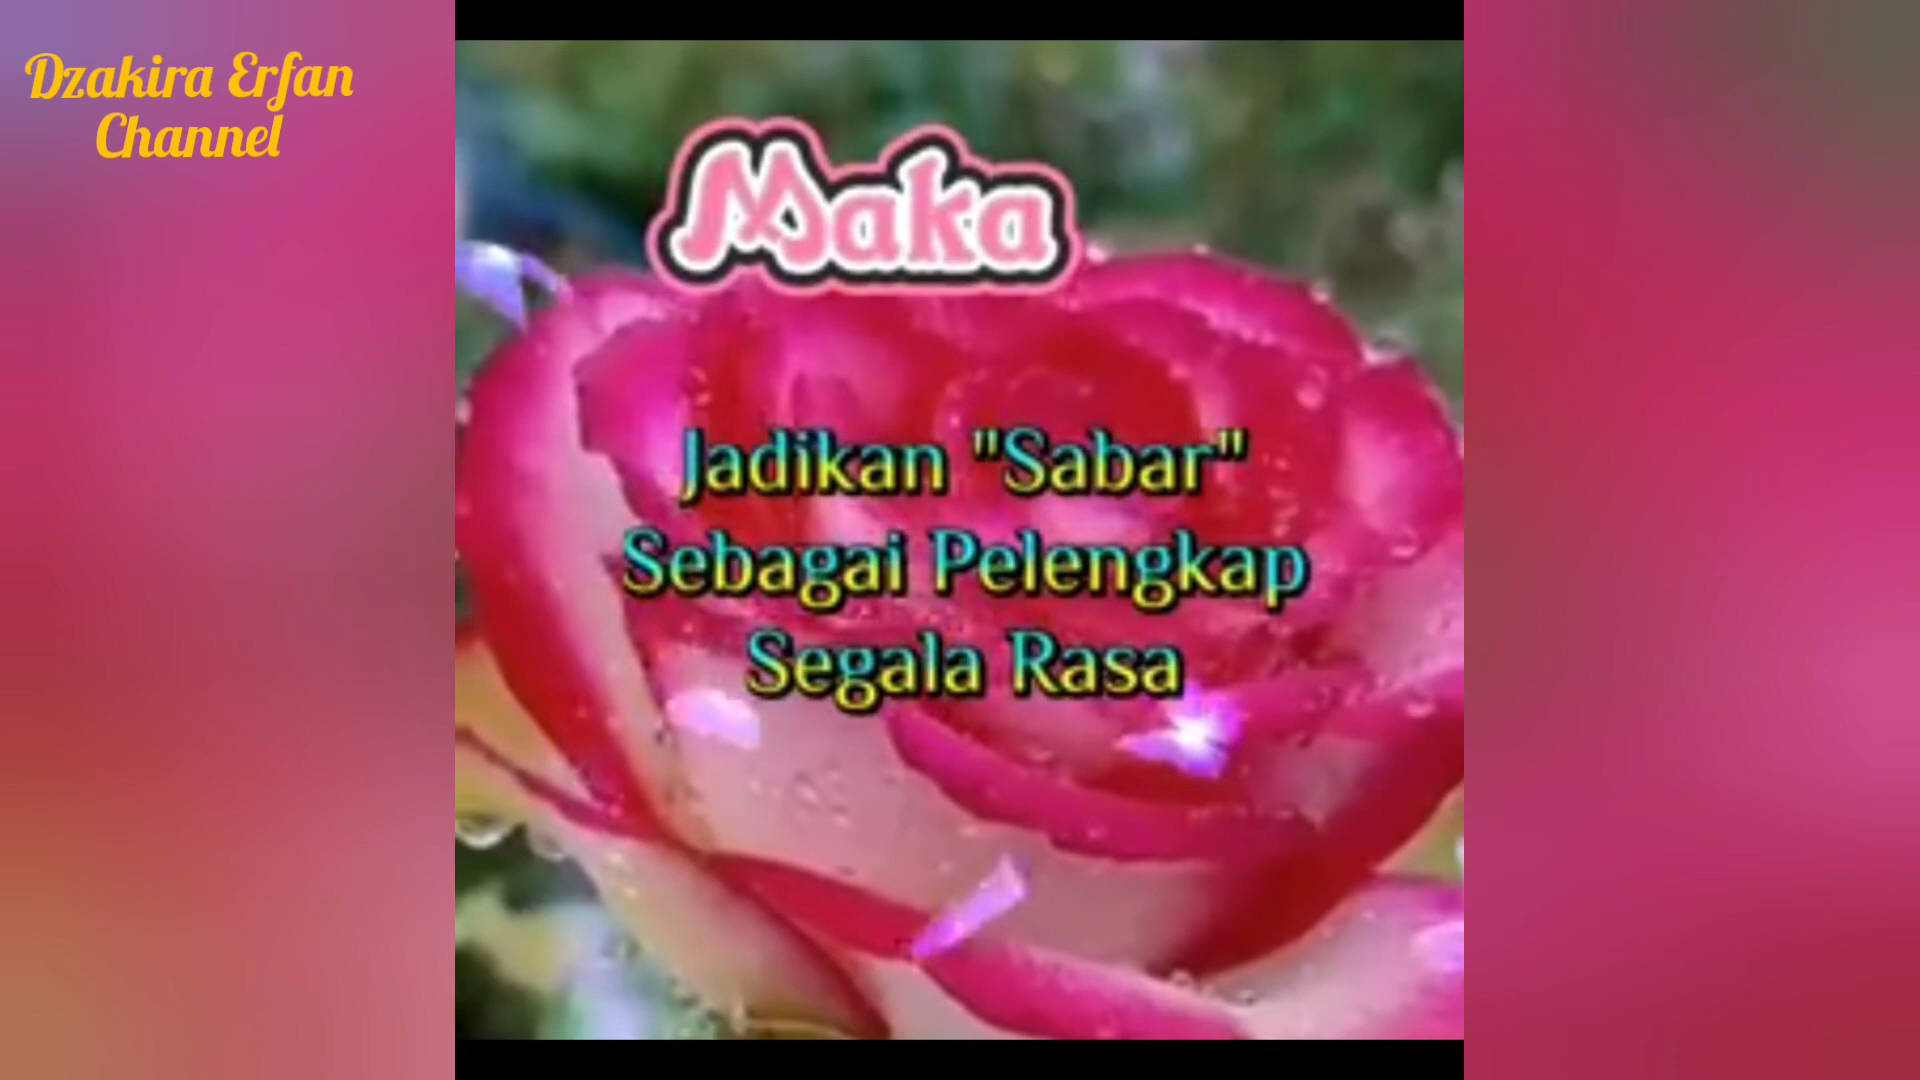 Dzakira Erfan
Channel
Maka
Jadikan "Sabar"
Sebagai Pelengkap
Segala Rasa